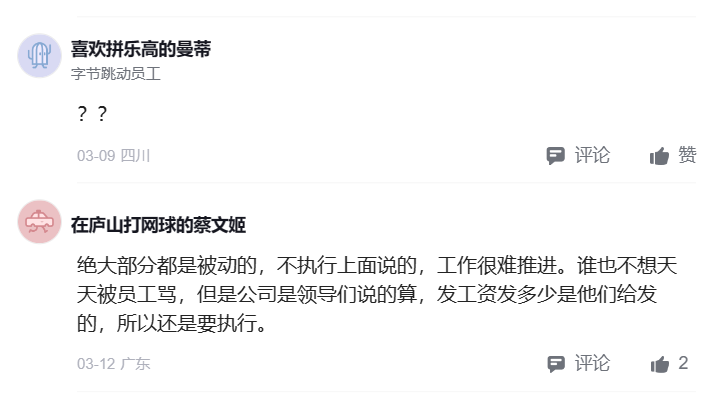 喜欢拼乐高的曼蒂
字节跳动员工
？？
03-09 四川
评论
赞
在庐山打网球的蔡文姬
绝大部分都是被动的，不执行上面说的，工作很难推进。谁也不想天
天被员工骂，但是公司是领导们说的算，发工资发多少是他们给发
的，所以还是要执行。
03-12 广东
评论
2